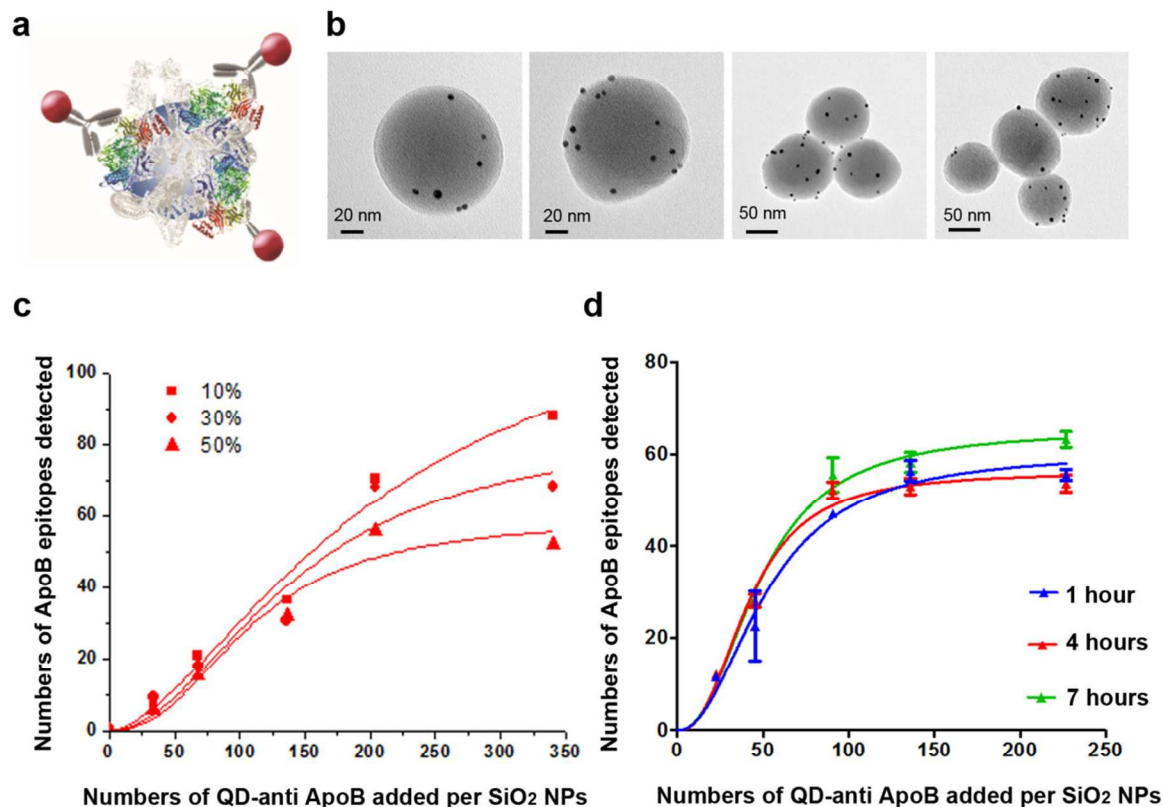 a
b
20 nm
20 nm
50 nm
50 nm
c
d
Numbers of ApoB epitopes detected
100
80
60
40
20
0
10%
30%
50%
0 50 100 150 200 250 300 350
Numbers of QD-anti ApoB added per SiO₂ NPs
Numbers of ApoB epitopes detected
80
60
40
20
0
1 hour
4 hours
7 hours
0 50 100 150 200 250
Numbers of QD-anti ApoB added per SiO₂ NPs